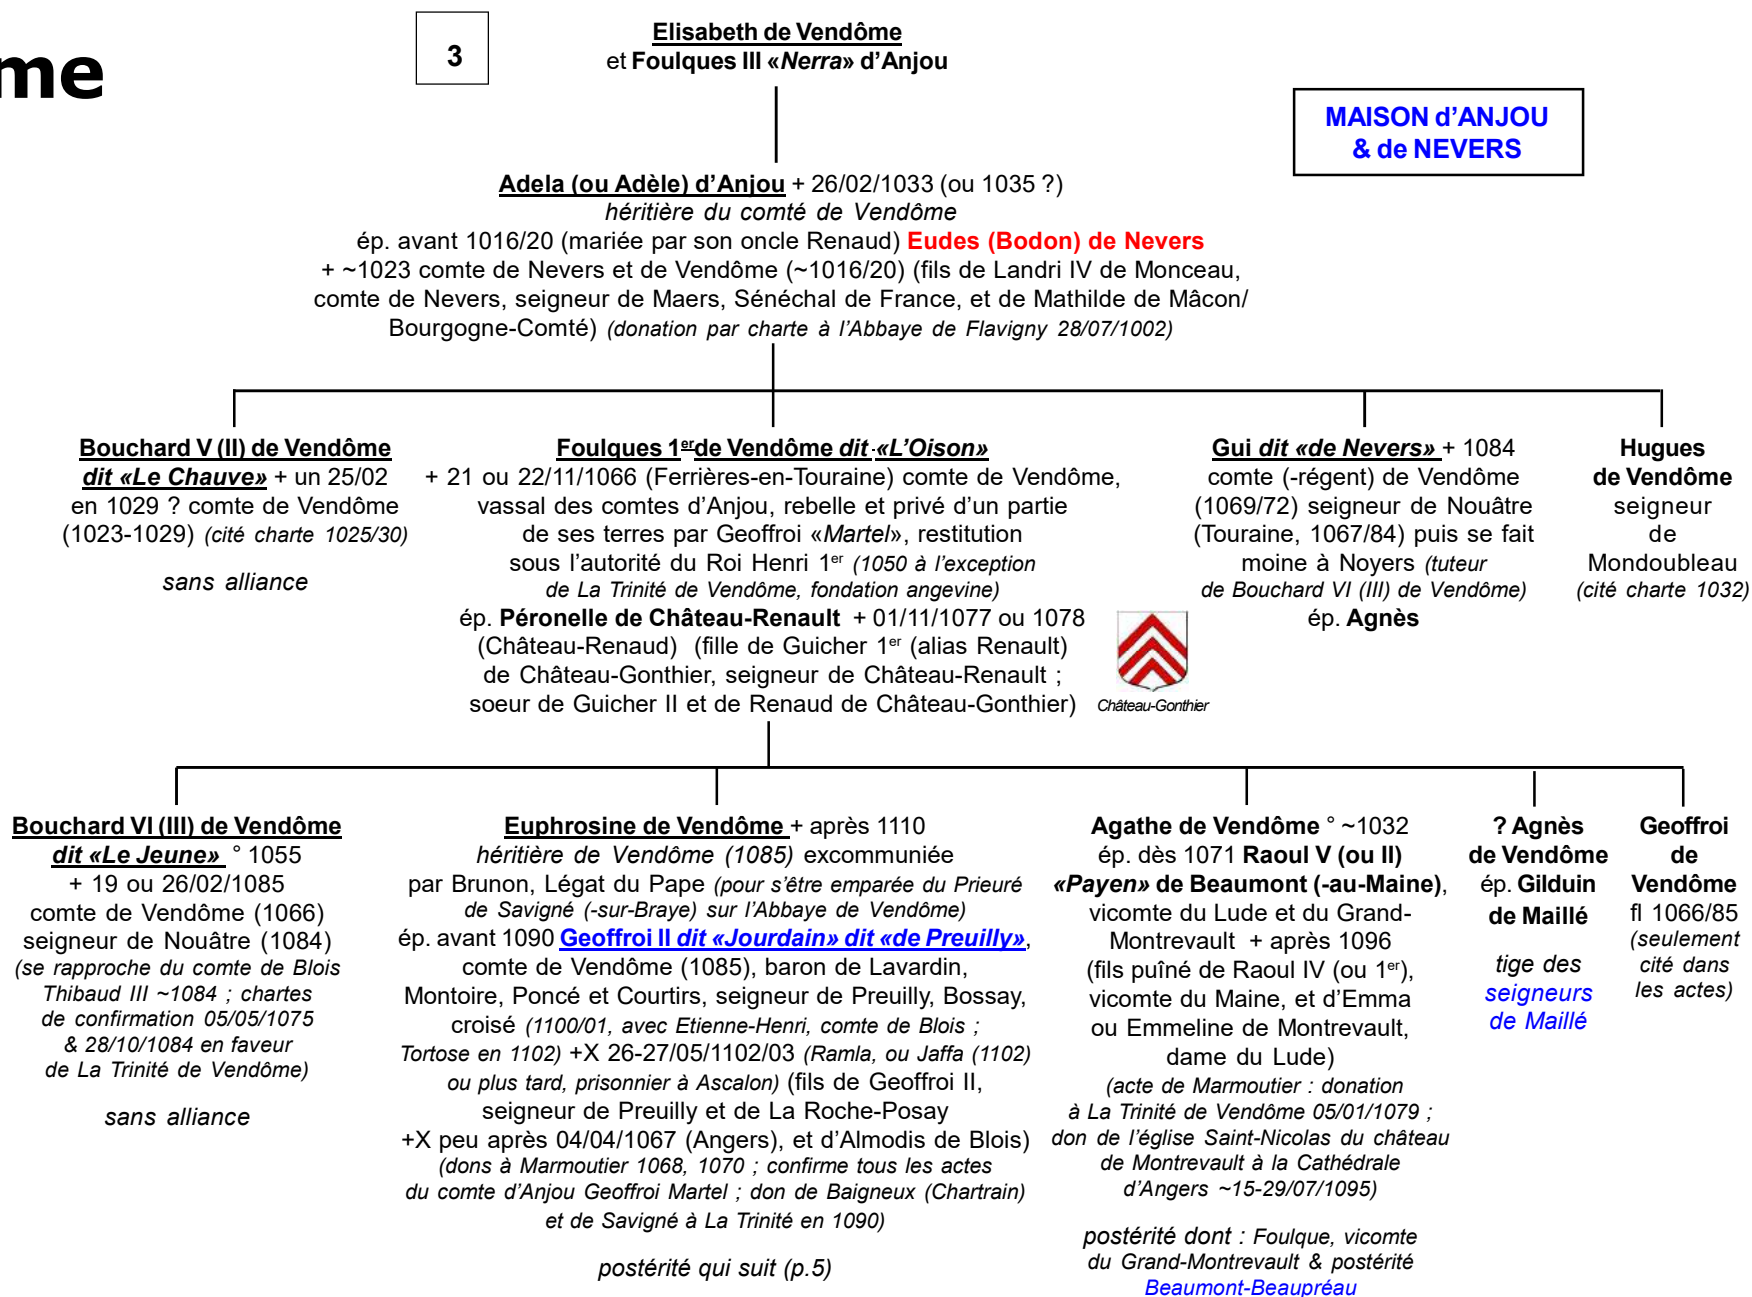 me
3
Elisabeth de Vendôme
et Foulques III «Nerra» d'Anjou
MAISON d'ANJOU
& de NEVERS
Adela (ou Adèle) d'Anjou + 26/02/1033 (ou 1035 ?)
héritière du comté de Vendôme
ép. avant 1016/20 (mariée par son oncle Renaud) Eudes (Bodon) de Nevers
+ ~1023 comte de Nevers et de Vendôme (~1016/20) (fils de Landri IV de Monceau,
comte de Nevers, seigneur de Maers, Sénéchal de France, et de Mathilde de Mâcon/
Bourgogne-Comté) (donation par charte à l'Abbaye de Flavigny 28/07/1002)
Bouchard V (II) de Vendôme
dit «Le Chauve» + un 25/02
en 1029 ? comte de Vendôme
(1023-1029) (cité charte 1025/30)
sans alliance
Foulques 1er de Vendôme dit «L'Oison»
+ 21 ou 22/11/1066 (Ferrières-en-Touraine) comte de Vendôme,
vassal des comtes d'Anjou, rebelle et privé d'un partie
de ses terres par Geoffroi «Martel», restitution
sous l'autorité du Roi Henri 1er (1050 à l'exception
de La Trinité de Vendôme, fondation angevine)
ép. Péronelle de Château-Renault + 01/11/1077 ou 1078
(Château-Renaud) (fille de Guicher 1er (alias Renault)
de Château-Gonthier, seigneur de Château-Renault ;
soeur de Guicher II et de Renaud de Château-Gonthier)
Château-Gonthier
Gui dit «de Nevers» + 1084
comte (-régent) de Vendôme
(1069/72) seigneur de Nouâtre
(Touraine, 1067/84) puis se fait
moine à Noyers (tuteur
de Bouchard VI (III) de Vendôme)
ép. Agnès
Hugues
de Vendôme
seigneur
de
Mondoubleau
(cité charte 1032)
Bouchard VI (III) de Vendôme
dit «Le Jeune» ° 1055
+ 19 ou 26/02/1085
comte de Vendôme (1066)
seigneur de Nouâtre (1084)
(se rapproche du comte de Blois
Thibaud III ~1084 ; chartes
de confirmation 05/05/1075
& 28/10/1084 en faveur
de La Trinité de Vendôme)
sans alliance
Euphrosine de Vendôme + après 1110
héritière de Vendôme (1085) excommuniée
par Brunon, Légat du Pape (pour s'être emparée du Prieuré
de Savigné (-sur-Braye) sur l'Abbaye de Vendôme)
ép. avant 1090 Geoffroi II dit «Jourdain» dit «de Preuilly»,
comte de Vendôme (1085), baron de Lavardin,
Montoire, Poncé et Courtirs, seigneur de Preuilly, Bossay,
croisé (1100/01, avec Etienne-Henri, comte de Blois ;
Tortose en 1102) +X 26-27/05/1102/03 (Ramla, ou Jaffa (1102)
ou plus tard, prisonnier à Ascalon) (fils de Geoffroi II,
seigneur de Preuilly et de La Roche-Posay
+X peu après 04/04/1067 (Angers), et d'Almodis de Blois)
(dons à Marmoutier 1068, 1070 ; confirme tous les actes
du comte d'Anjou Geoffroi Martel ; don de Baigneux (Chartrain)
et de Savigné à La Trinité en 1090)
postérité qui suit (p.5)
Agathe de Vendôme ° ~1032
ép. dès 1071 Raoul V (ou II)
«Payen» de Beaumont (-au-Maine),
vicomte du Lude et du Grand-
Montrevault + après 1096
(fils puîné de Raoul IV (ou 1er),
vicomte du Maine, et d'Emma
ou Emmeline de Montrevault,
dame du Lude)
(acte de Marmoutier : donation
à La Trinité de Vendôme 05/01/1079 ;
don de l'église Saint-Nicolas du château
de Montrevault à la Cathédrale
d'Angers ~15-29/07/1095)
postérité dont : Foulque, vicomte
du Grand-Montrevault & postérité
Beaumont-Beaupréau
? Agnès
de Vendôme
ép. Gilduin
de Maillé
tige des
seigneurs
de Maillé
Geoffroi
de
Vendôme
fl 1066/85
(seulement
cité dans
les actes)